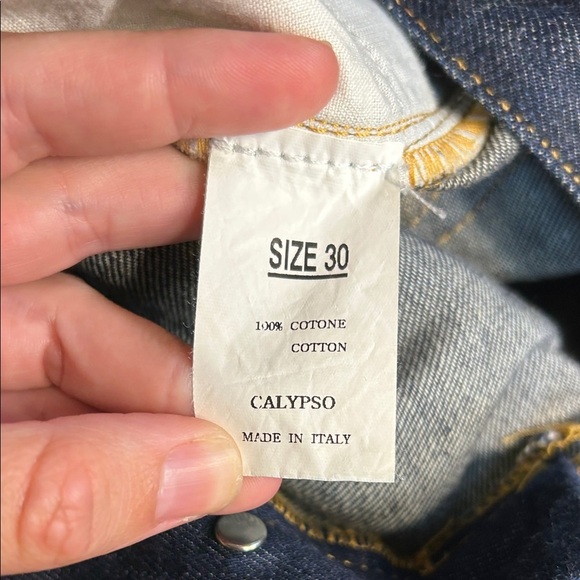 SIZE 30
100% COTONE
COTTON
CALYPSO
MADE IN ITALY